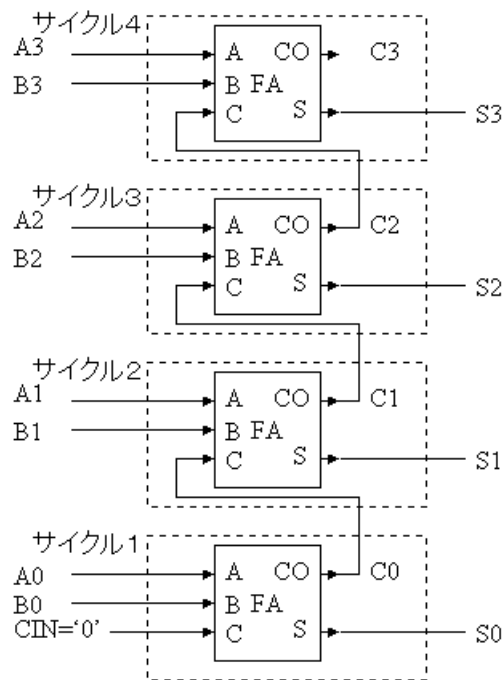 サイクル4
A3 A CO C3
B3 B FA
C S S3
サイクル3
A2 A CO C2
B2 B FA
C S S2
サイクル2
A1 A CO C1
B1 B FA
C S S1
サイクル1
A0 A CO C0
B0 B FA
CIN=‘0’ C S S0